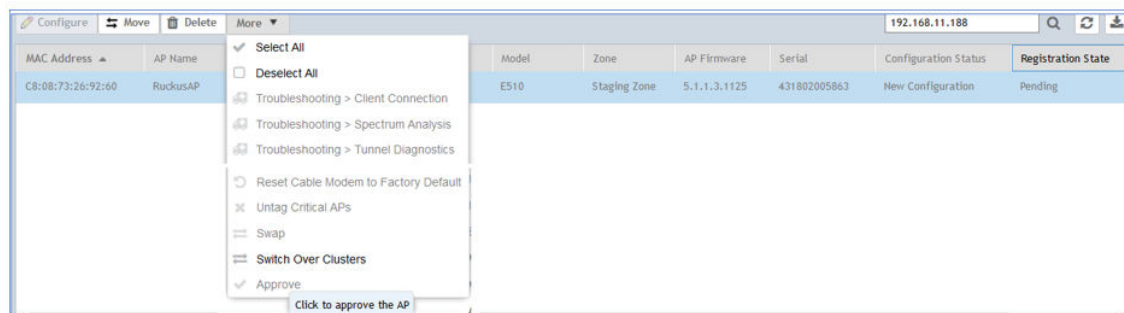 Configure Move Delete More ▼ 192.168.11.188
MAC Address ▲ AP Name Model Zone AP Firmware Serial Configuration Status Registration State
C8:08:73:26:92:60 RuckusAP E510 Staging Zone 5.1.1.3.1125 431802005863 New Configuration Pending
Select All
Deselect All
Troubleshooting > Client Connection
Troubleshooting > Spectrum Analysis
Troubleshooting > Tunnel Diagnostics
Reset Cable Modem to Factory Default
Untag Critical APs
Swap
Switch Over Clusters
Approve
Click to approve the AP